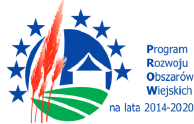 Program
Rozwoju
Obszarów
Wiejskich
na lata 2014-2020